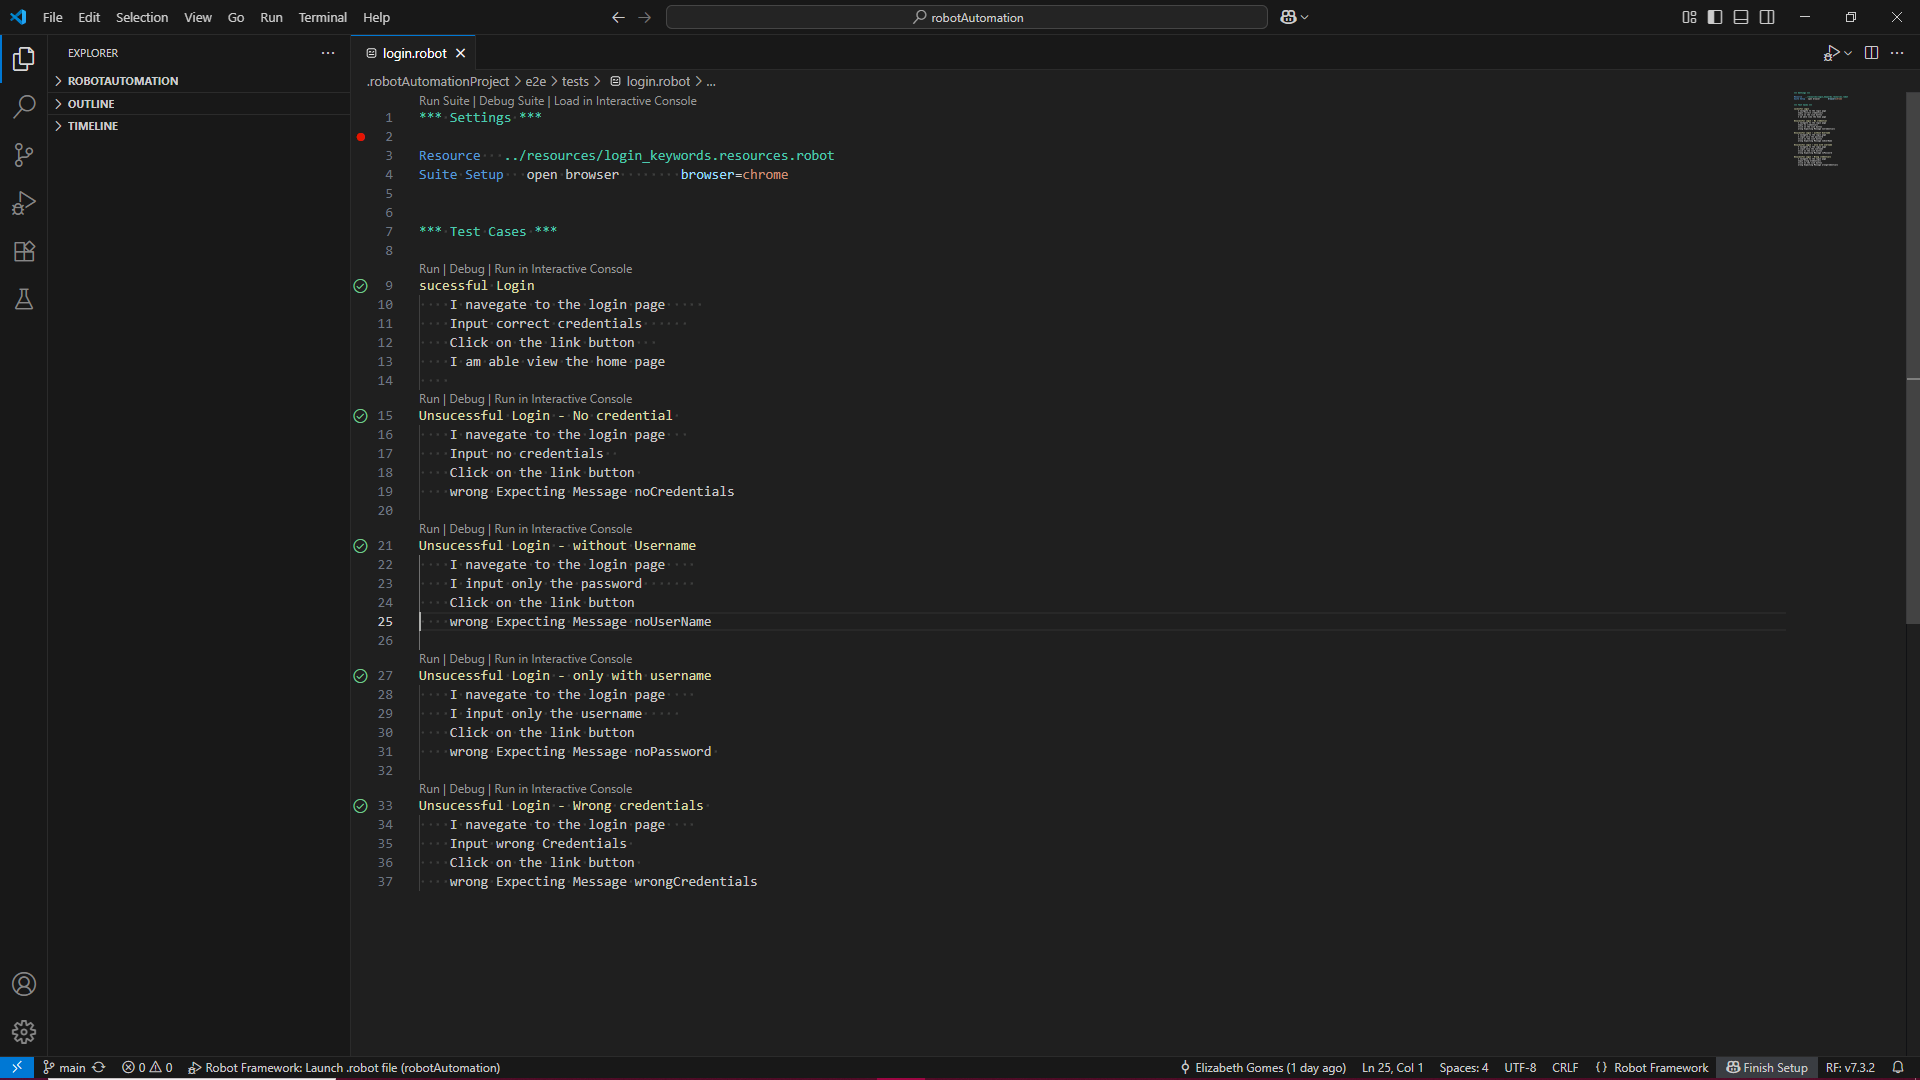 File Edit Selection View Go Run Terminal Help
robotAutomation
EXPLORER
ROBOTAUTOMATION
OUTLINE
TIMELINE
login.robot
.robotAutomationProject > e2e > tests > login.robot > ...
Run Suite | Debug Suite | Load in Interactive Console
1 *** Settings ***
2
3 Resource ../resources/login_keywords.resources.robot
4 Suite Setup open browser browser=chrome
5
6
7 *** Test Cases ***
8
Run | Debug | Run in Interactive Console
9 sucessful Login
10 I navegate to the login page
11 Input correct credentials
12 Click on the link button
13 I am able view the home page
14
Run | Debug | Run in Interactive Console
15 Unsucessful Login - No credential
16 I navegate to the login page
17 Input no credentials
18 Click on the link button
19 wrong Expecting Message noCredentials
20
Run | Debug | Run in Interactive Console
21 Unsucessful Login - without Username
22 I navegate to the login page
23 I input only the password
24 Click on the link button
25 wrong Expecting Message noUserName
26
Run | Debug | Run in Interactive Console
27 Unsucessful Login - only with username
28 I navegate to the login page
29 I input only the username
30 Click on the link button
31 wrong Expecting Message noPassword
32
Run | Debug | Run in Interactive Console
33 Unsucessful Login - Wrong credentials
34 I navegate to the login page
35 Input wrong Credentials
36 Click on the link button
37 wrong Expecting Message wrongCredentials
main 0 0 Robot Framework: Launch .robot file (robotAutomation) Elizabeth Gomes (1 day ago) Ln 25, Col 1 Spaces: 4 UTF-8 CRLF {} Robot Framework Finish Setup RF: v7.3.2